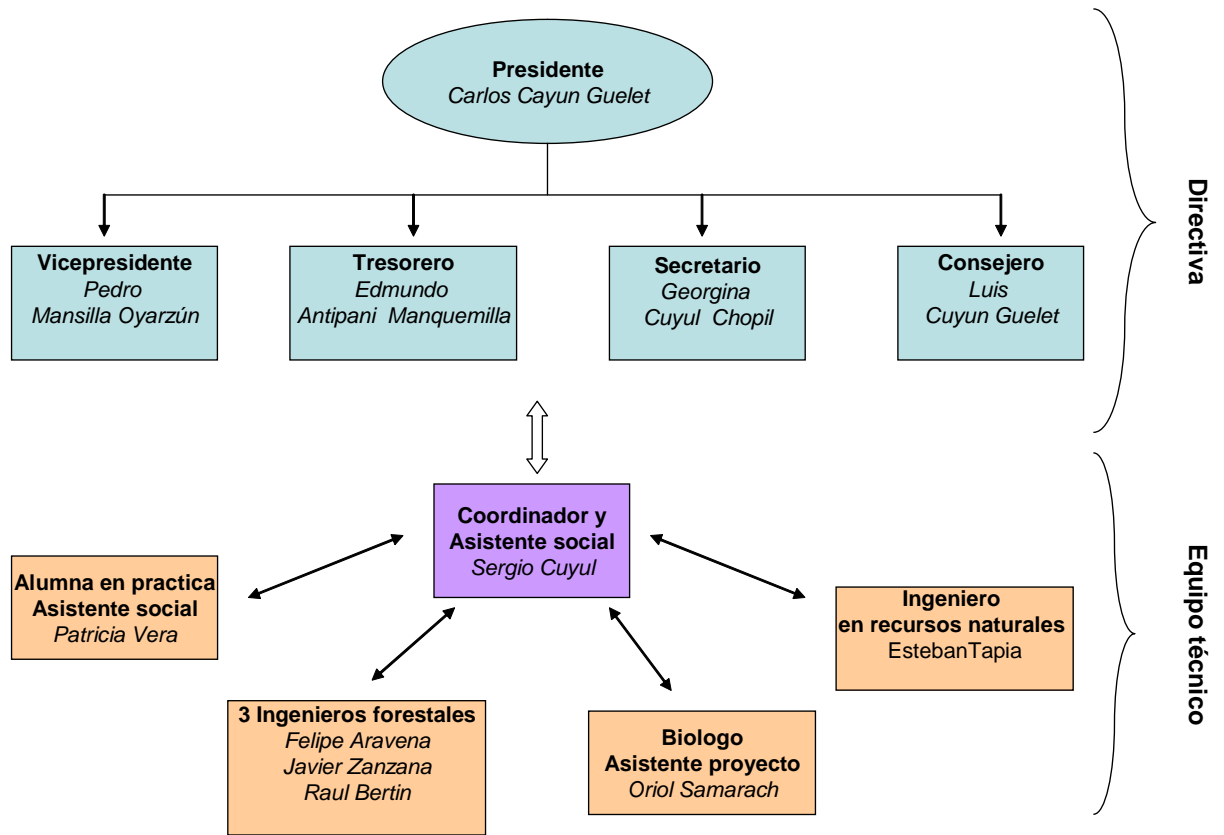 Presidente
Carlos Cayun Guelet
Vicepresidente
Pedro
Mansilla Oyarzún
Tresorero
Edmundo
Antipani Manquemilla
Secretario
Georgina
Cuyul Chopil
Consejero
Luis
Cuyun Guelet
Directiva
Coordinador y
Asistente social
Sergio Cuyul
Alumna en practica
Asistente social
Patricia Vera
3 Ingenieros forestales
Felipe Aravena
Javier Zanzana
Raul Bertin
Biologo
Asistente proyecto
Oriol Samarach
Ingeniero
en recursos naturales
EstebanTapia
Equipo técnico